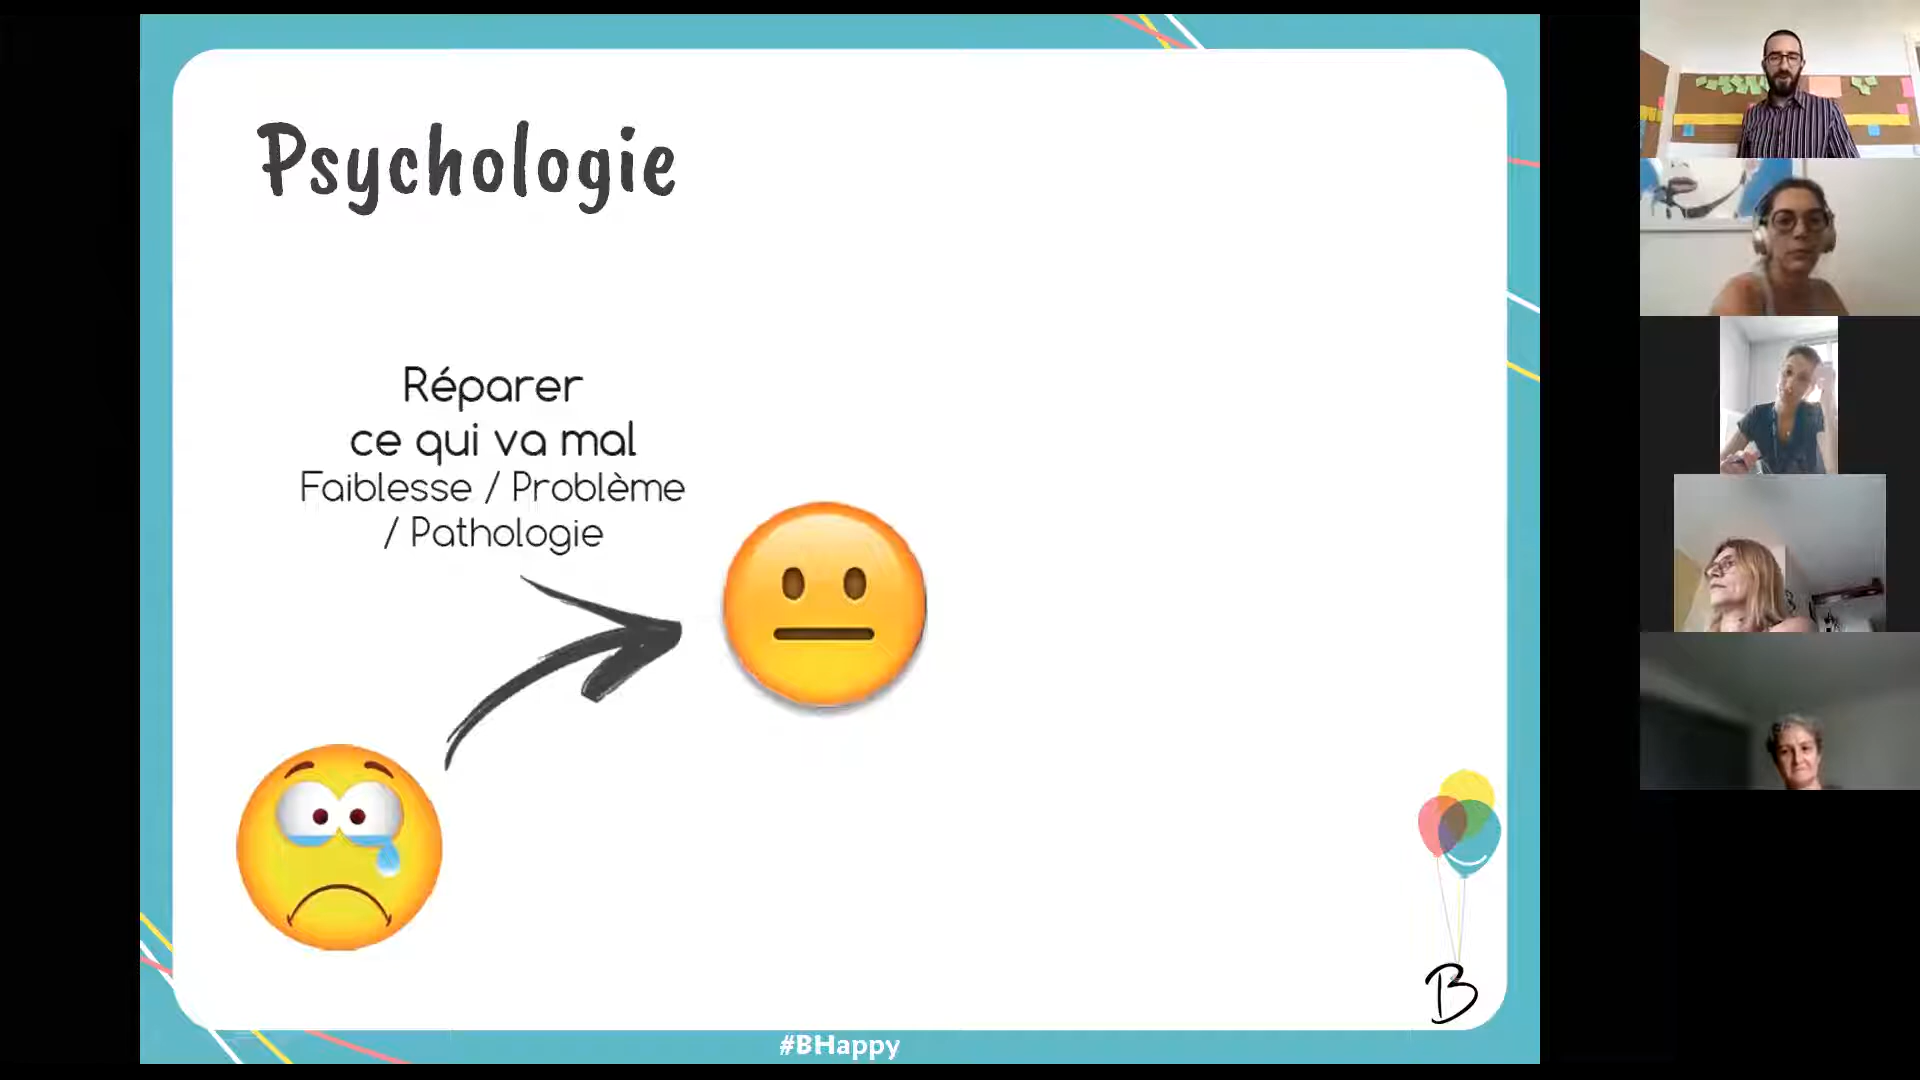 Psychologie
Réparer
ce qui va mal
Faiblesse / Problème
/ Pathologie
B
#BHappy